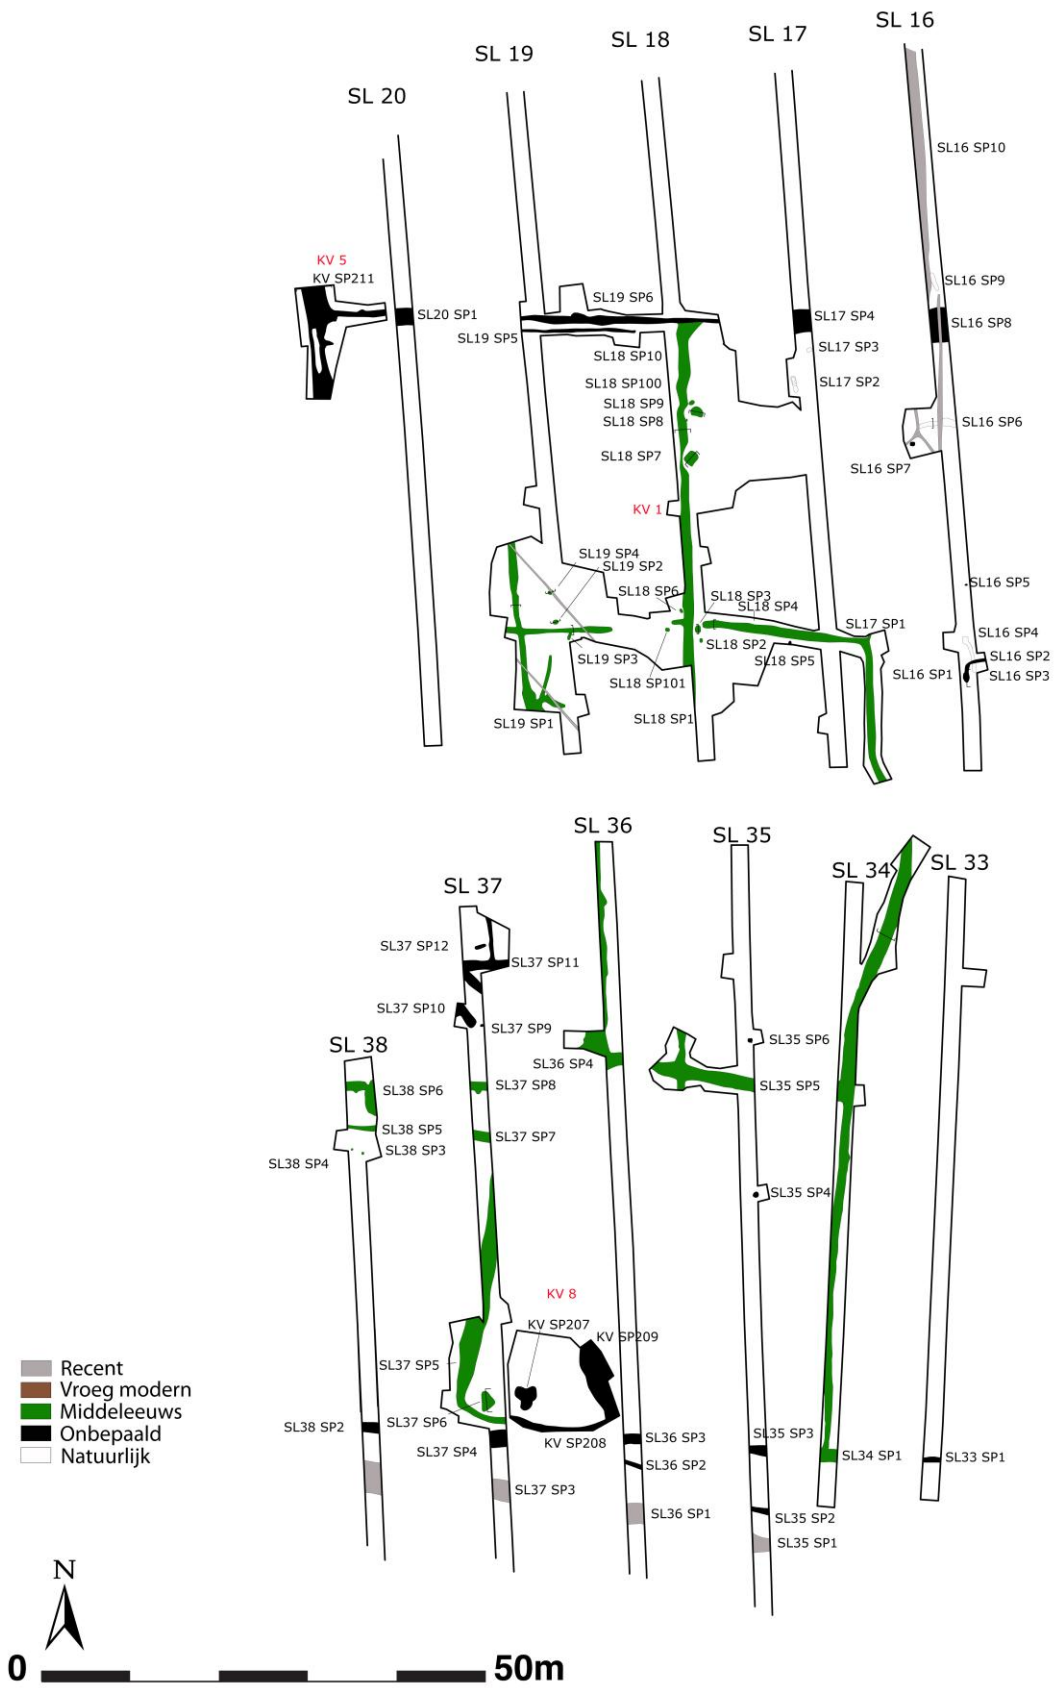 SL 16
SL 17
SL 18
SL 19
SL 20
SL16 SP10
KV 5
KV SP211
SL16 SP9
SL19 SP6
SL20 SP1
SL17 SP4
SL16 SP8
SL19 SP5
SL17 SP3
SL18 SP10
SL18 SP100
SL17 SP2
SL18 SP9
SL18 SP8
SL16 SP6
SL18 SP7
SL16 SP7
KV 1
SL19 SP4
SL19 SP2
SL16 SP5
SL18 SP6
SL18 SP3
SL18 SP4
SL17 SP1
SL16 SP4
SL18 SP2
SL19 SP3
SL18 SP5
SL16 SP2
SL16 SP1
SL16 SP3
SL18 SP101
SL19 SP1
SL18 SP1
SL 36
SL 35
SL 34
SL 33
SL 37
SL37 SP12
SL37 SP11
SL37 SP10
SL37 SP9
SL35 SP6
SL 38
SL36 SP4
SL38 SP6
SL37 SP8
SL35 SP5
SL38 SP5
SL37 SP7
SL38 SP3
SL38 SP4
SL35 SP4
KV 8
KV SP207
KV SP209
SL37 SP5
Recent
Vroeg modern
Middeleeuws
Onbepaald
Natuurlijk
SL38 SP2
SL37 SP6
SL37 SP4
KV SP208
SL36 SP3
SL35 SP3
SL34 SP1
SL33 SP1
SL36 SP2
SL37 SP3
SL36 SP1
SL35 SP2
SL35 SP1
N
0 50m